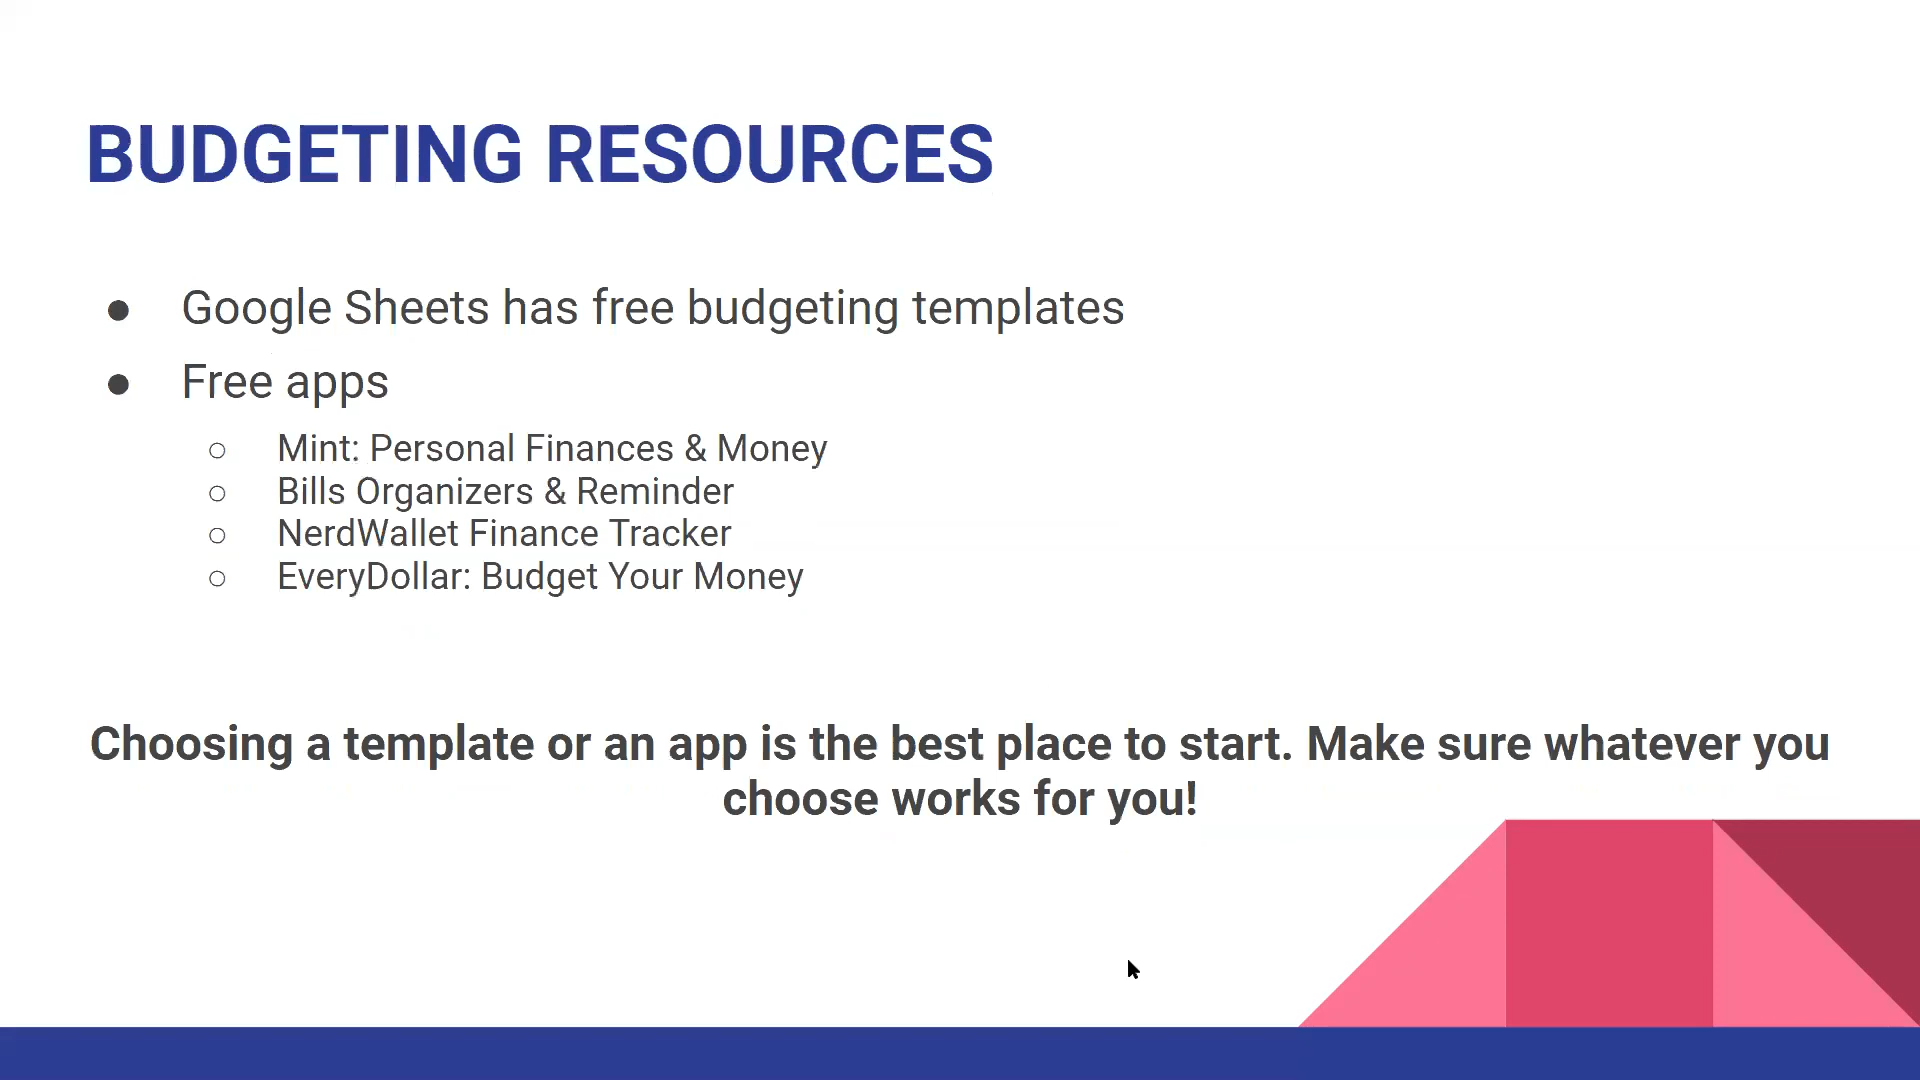 BUDGETING RESOURCES
● Google Sheets has free budgeting templates
● Free apps
○ Mint: Personal Finances & Money
○ Bills Organizers & Reminder
○ NerdWallet Finance Tracker
○ EveryDollar: Budget Your Money
Choosing a template or an app is the best place to start. Make sure whatever you
choose works for you!